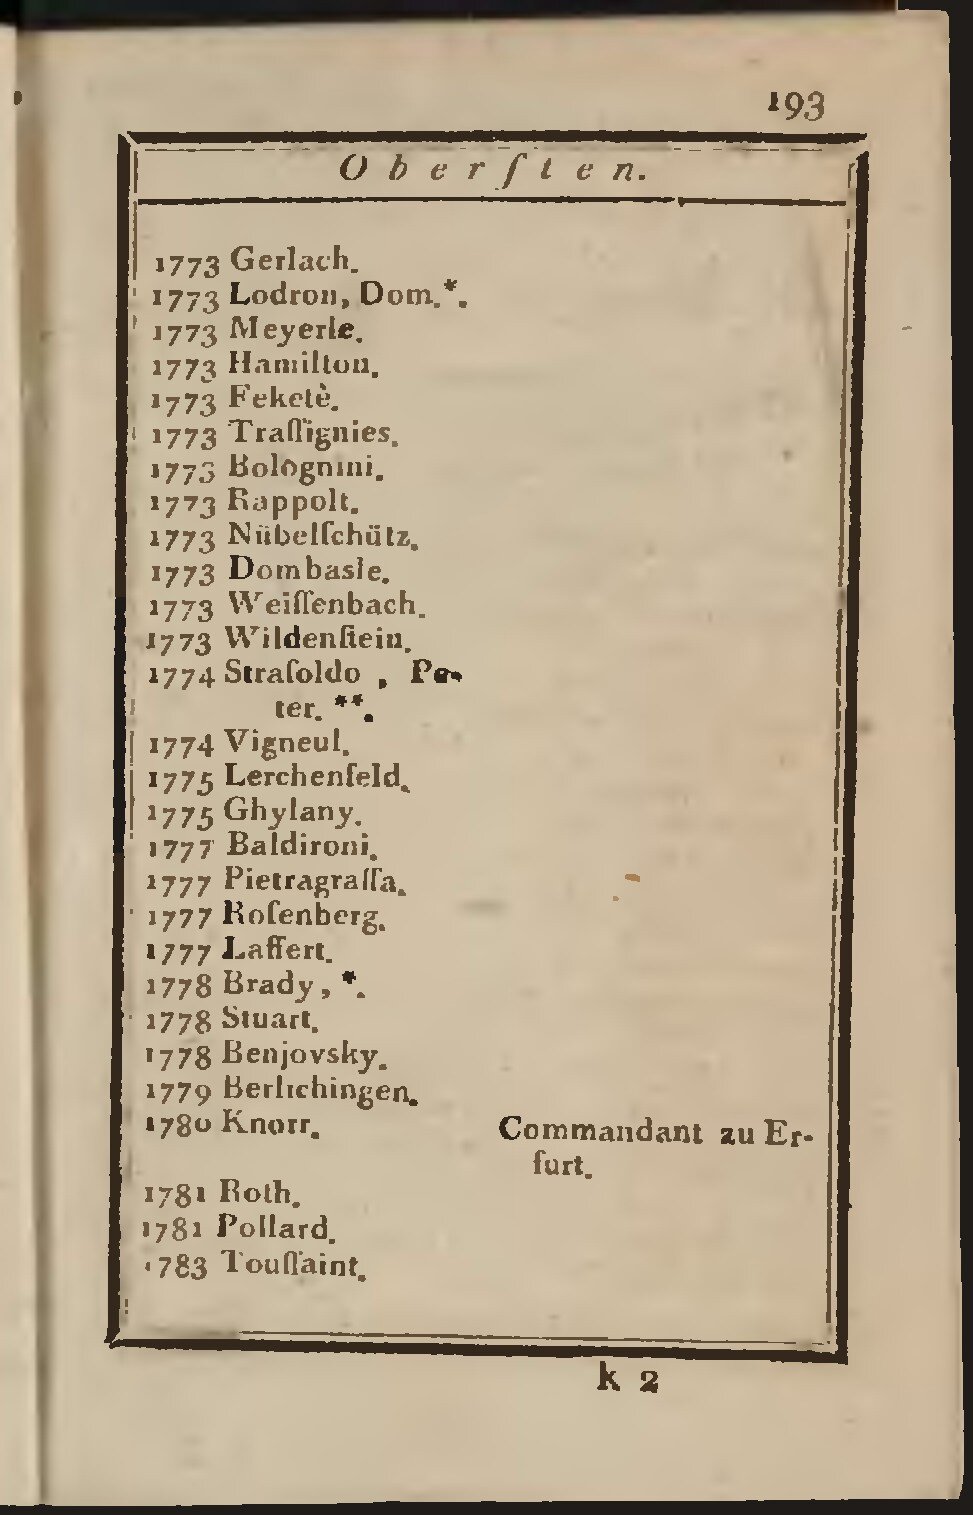 193
Oberſten.
1773 Gerlach.
1773 Lodron, Dom.*.
1773 Meyerle.
1773 Hamilton.
1773 Feketè.
1773 Traſſignies.
1773 Bolognini.
1773 Rappolt.
1773 Nübelſchütz.
1773 Dombasle.
1773 Weiſſenbach.
1773 Wildenſtein.
1774 Straſoldo , Pe-
ter. **.
1774 Vigneul.
1775 Lerchenfeld.
1775 Ghylany.
1777 Baldironi.
1777 Pietragraſſa.
1777 Roſenberg.
1777 Laffert.
1778 Brady, *.
1778 Stuart.
1778 Benjovsky.
1779 Berlichingen.
1780 Knorr. Commandant zu Er-
furt.
1781 Roth.
1781 Pollard.
1783 Touſſaint.
k 2